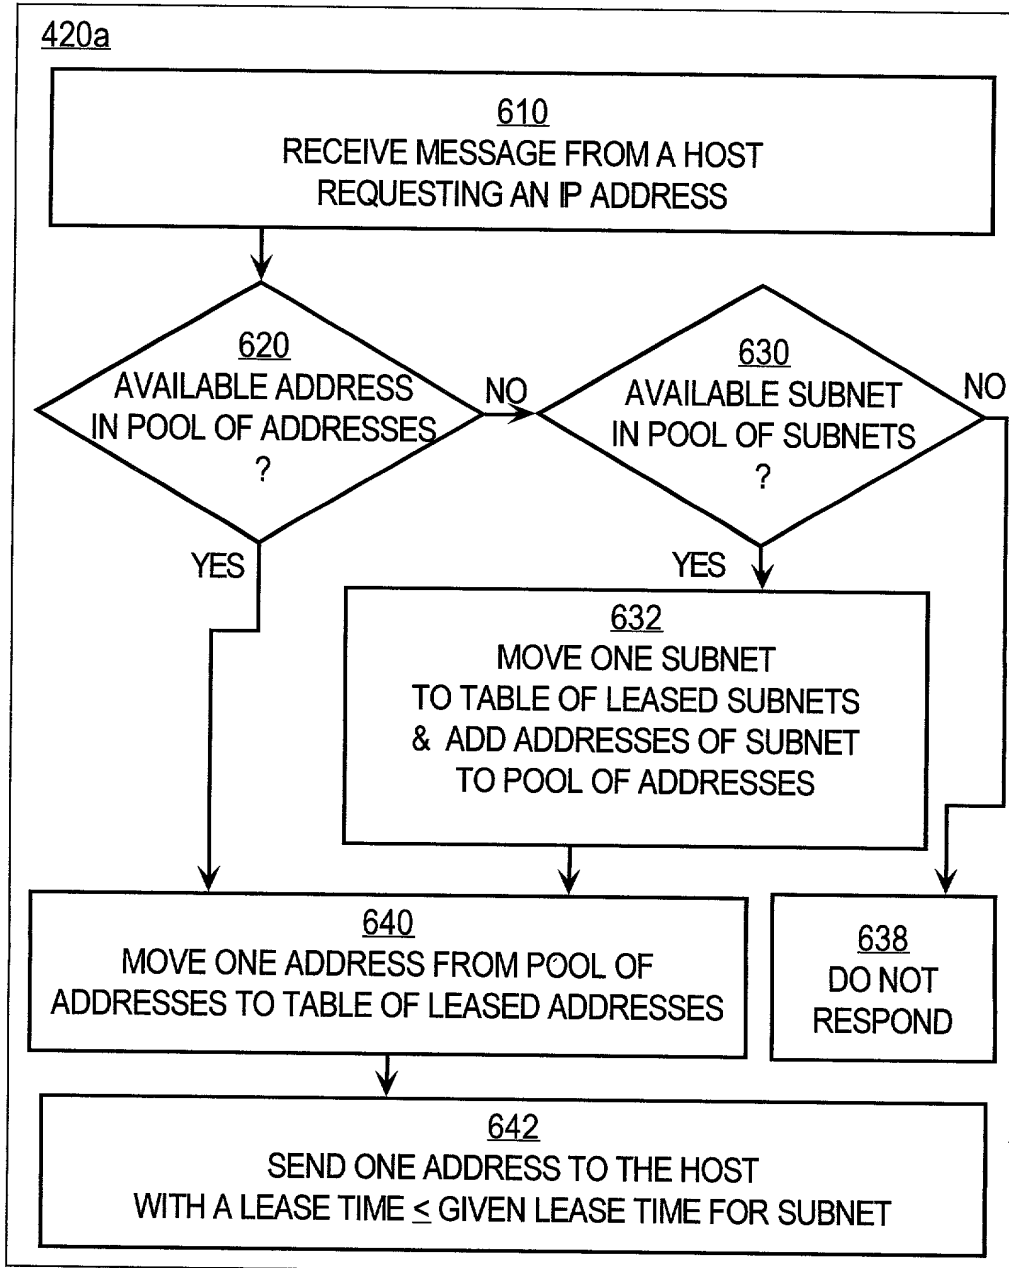 420a
610
RECEIVE MESSAGE FROM A HOST
REQUESTING AN IP ADDRESS
620
AVAILABLE ADDRESS
IN POOL OF ADDRESSES
?
NO
630
AVAILABLE SUBNET
IN POOL OF SUBNETS
?
NO
YES
YES
632
MOVE ONE SUBNET
TO TABLE OF LEASED SUBNETS
& ADD ADDRESSES OF SUBNET
TO POOL OF ADDRESSES
640
MOVE ONE ADDRESS FROM POOL OF
ADDRESSES TO TABLE OF LEASED ADDRESSES
638
DO NOT
RESPOND
642
SEND ONE ADDRESS TO THE HOST
WITH A LEASE TIME ≤ GIVEN LEASE TIME FOR SUBNET